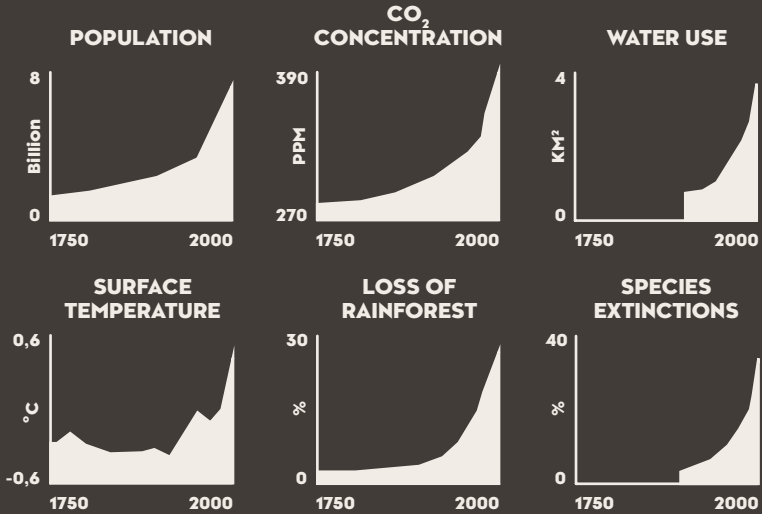 POPULATION
8
Billion
0
1750 2000
CO₂
CONCENTRATION
390
PPM
270
1750 2000
WATER USE
4
KM²
0
1750 2000
SURFACE
TEMPERATURE
0,6
°C
-0,6
1750 2000
LOSS OF
RAINFOREST
30
%
0
1750 2000
SPECIES
EXTINCTIONS
40
%
0
1750 2000